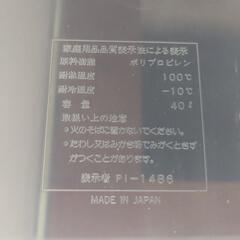 家庭用品品質表示法による表示
原料樹脂 ポリプロピレン
耐熱温度 100℃
耐冷温度 -10℃
容量 40ℓ
取扱い上の注意
•火のそばに置かないでください。
•たわし又はみがき粉でみがくときず
がつくことがあります。
表示者 PI-1486
MADE IN JAPAN